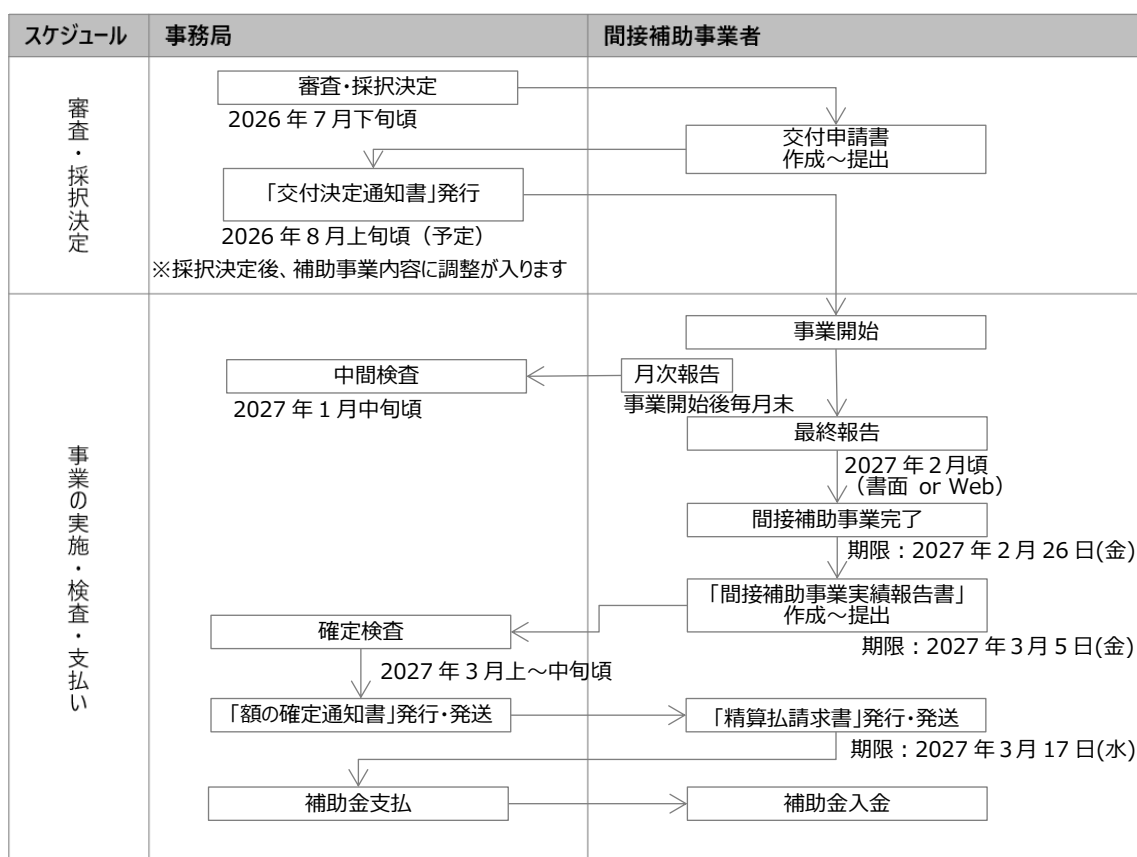 スケジュール 事務局 間接補助事業者
審査・採択決定
審査・採択決定
2026 年 7 月下旬頃
交付申請書
作成～提出
「交付決定通知書」発行
2026 年 8 月上旬頃（予定）
※採択決定後、補助事業内容に調整が入ります
事業の実施・検査・支払い
事業開始
月次報告
事業開始後毎月末
中間検査
2027 年 1 月中旬頃
最終報告
2027 年 2 月頃
（書面 or Web）
間接補助事業完了
期限：2027 年 2 月 26 日(金)
「間接補助事業実績報告書」
作成～提出
期限：2027 年 3 月 5 日(金)
確定検査
2027 年 3 月上～中旬頃
「額の確定通知書」発行・発送
「精算払請求書」発行・発送
期限：2027 年 3 月 17 日(水)
補助金支払
補助金入金